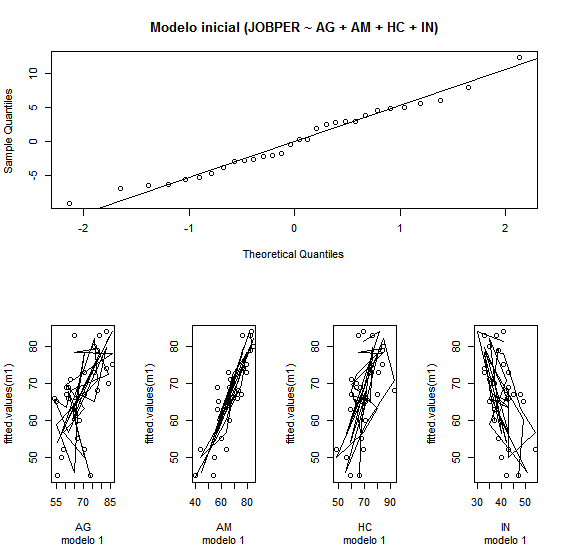 Modelo inicial (JOBPER ~ AG + AM + HC + IN)
Sample Quantiles
10
5
0
-5
-2
-1
0
1
2
Theoretical Quantiles
fitted.values(m1)
80
70
60
50
55
70
85
AG
modelo 1
fitted.values(m1)
80
70
60
50
40
60
80
AM
modelo 1
fitted.values(m1)
80
70
60
50
50
70
90
HC
modelo 1
fitted.values(m1)
80
70
60
50
30
40
50
IN
modelo 1